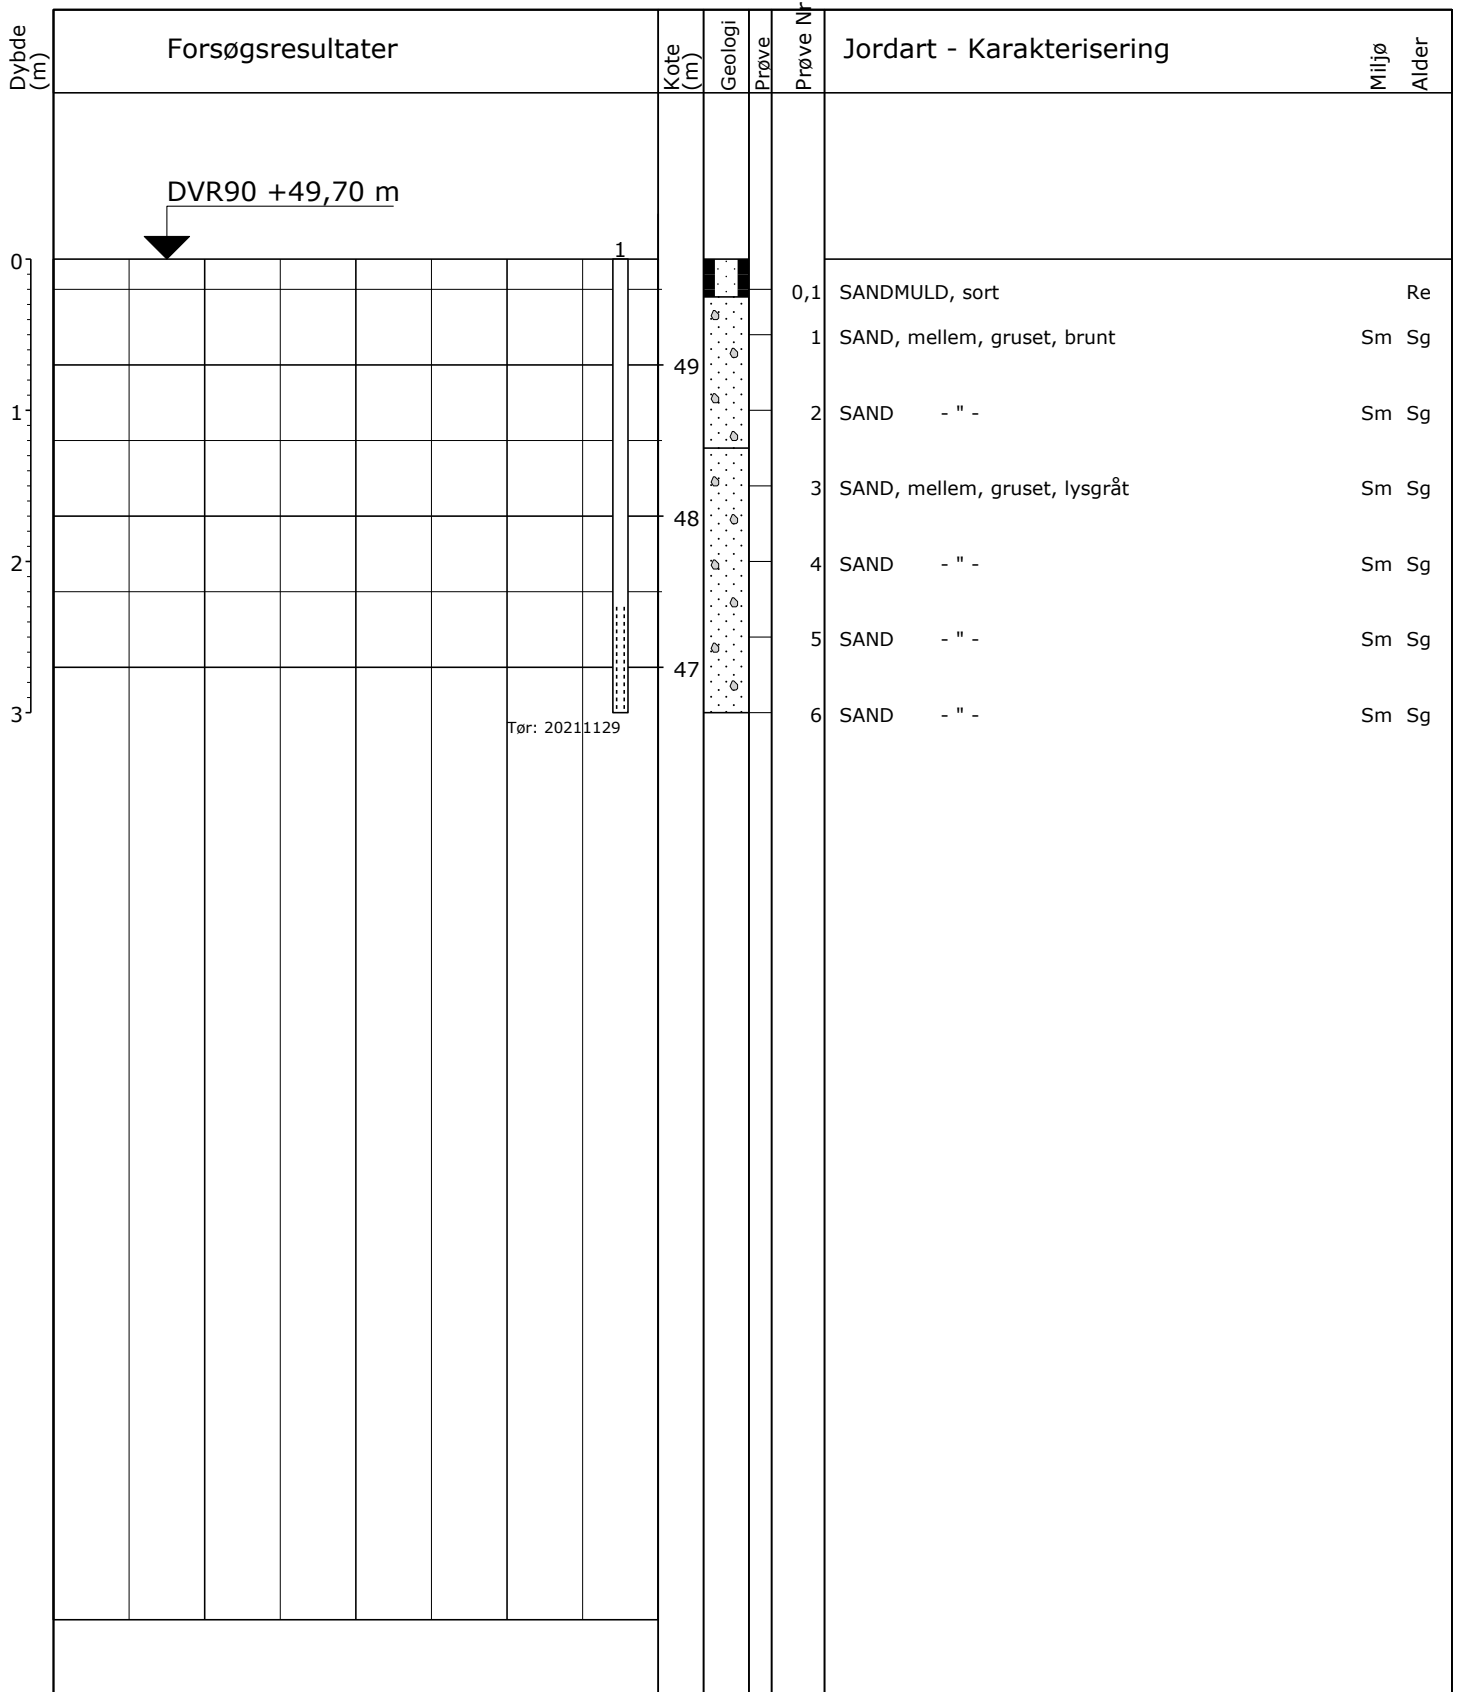 Dybde
(m)
Forsøgsresultater
Kote
(m)
Geologi
Prøve
Prøve Nr
Jordart - Karakterisering
Miljø
Alder
DVR90 +49,70 m
1
0
0,1 SANDMULD, sort Re
1 SAND, mellem, gruset, brunt Sm Sg
49
1
2 SAND - " - Sm Sg
3 SAND, mellem, gruset, lysgråt Sm Sg
48
2
4 SAND - " - Sm Sg
5 SAND - " - Sm Sg
47
3
6 SAND - " - Sm Sg
Tør: 20211129